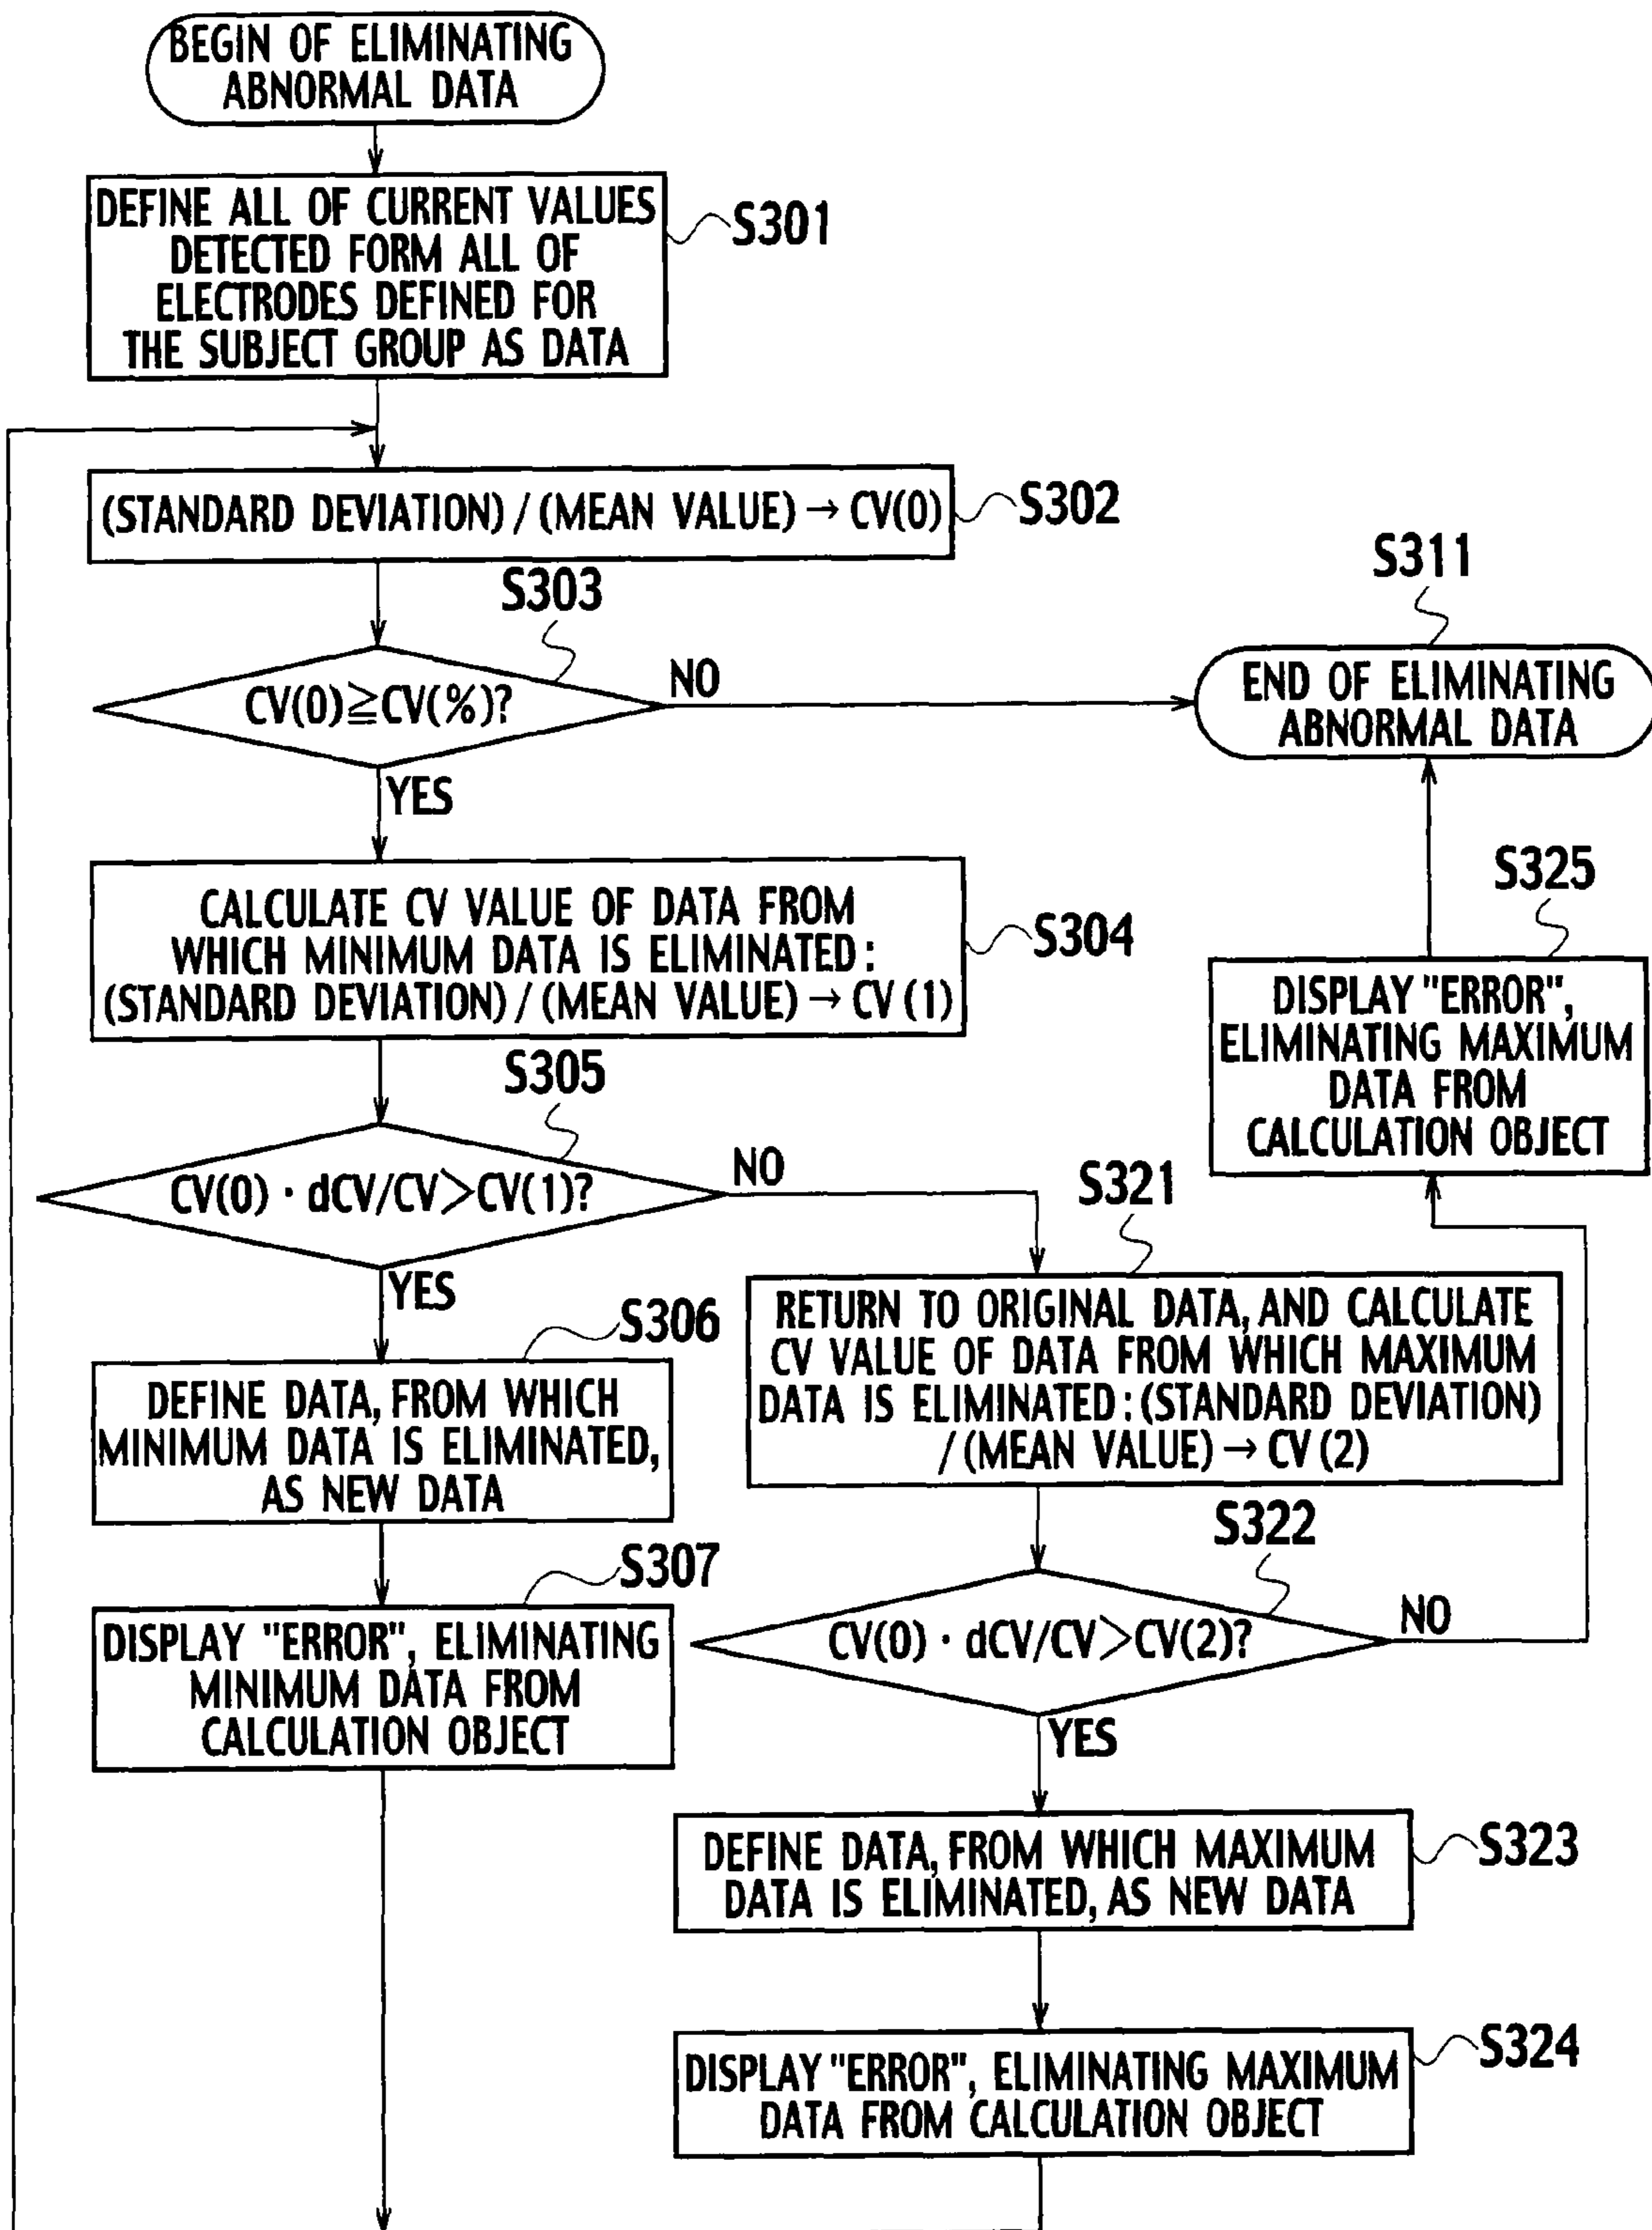 BEGIN OF ELIMINATING
ABNORMAL DATA
DEFINE ALL OF CURRENT VALUES
DETECTED FORM ALL OF
ELECTRODES DEFINED FOR
THE SUBJECT GROUP AS DATA
S301
(STANDARD DEVIATION) / (MEAN VALUE) → CV(0)
S302
S303
CV(0)≧CV(%)?
NO
YES
S311
END OF ELIMINATING
ABNORMAL DATA
CALCULATE CV VALUE OF DATA FROM
WHICH MINIMUM DATA IS ELIMINATED:
(STANDARD DEVIATION) / (MEAN VALUE) → CV (1)
S304
S325
DISPLAY "ERROR",
ELIMINATING MAXIMUM
DATA FROM
CALCULATION OBJECT
S305
CV(0) · dCV/CV>CV(1)?
NO
YES
S321
RETURN TO ORIGINAL DATA, AND CALCULATE
CV VALUE OF DATA FROM WHICH MAXIMUM
DATA IS ELIMINATED: (STANDARD DEVIATION)
/ (MEAN VALUE) → CV (2)
S306
DEFINE DATA, FROM WHICH
MINIMUM DATA IS ELIMINATED,
AS NEW DATA
S322
CV(0) · dCV/CV>CV(2)?
NO
YES
S307
DISPLAY "ERROR", ELIMINATING
MINIMUM DATA FROM
CALCULATION OBJECT
DEFINE DATA, FROM WHICH MAXIMUM
DATA IS ELIMINATED, AS NEW DATA
S323
DISPLAY "ERROR", ELIMINATING MAXIMUM
DATA FROM CALCULATION OBJECT
S324